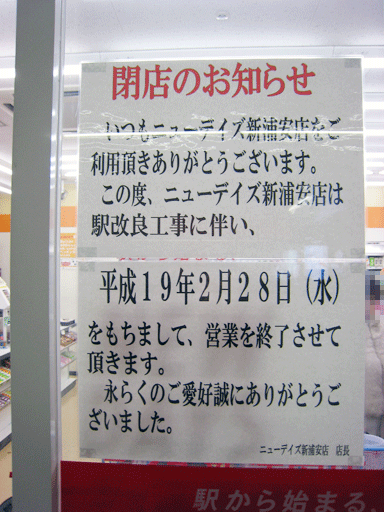 閉店のお知らせ
いつもニューデイズ新浦安店をご
利用頂きありがとうございます。
この度、ニューデイズ新浦安店は
駅改良工事に伴い、
平成１９年２月２８日（水）
をもちまして、営業を終了させて
頂きます。
永らくのご愛好誠にありがとうご
ざいました。
ニューデイズ新浦安店 店長
駅から始まる